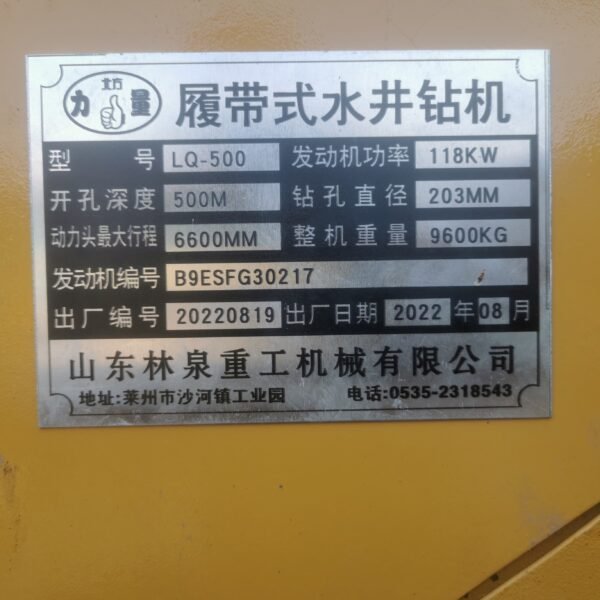 北方
力量
履带式水井钻机
型号 LQ-500 发动机功率 118KW
开孔深度 500M 钻孔直径 203MM
动力头最大行程 6600MM 整机重量 9600KG
发动机编号 B9ESFG30217
出厂编号 20220819 出厂日期 2022 年 08 月
山东林泉重工机械有限公司
地址:莱州市沙河镇工业园 电话:0535-2318543